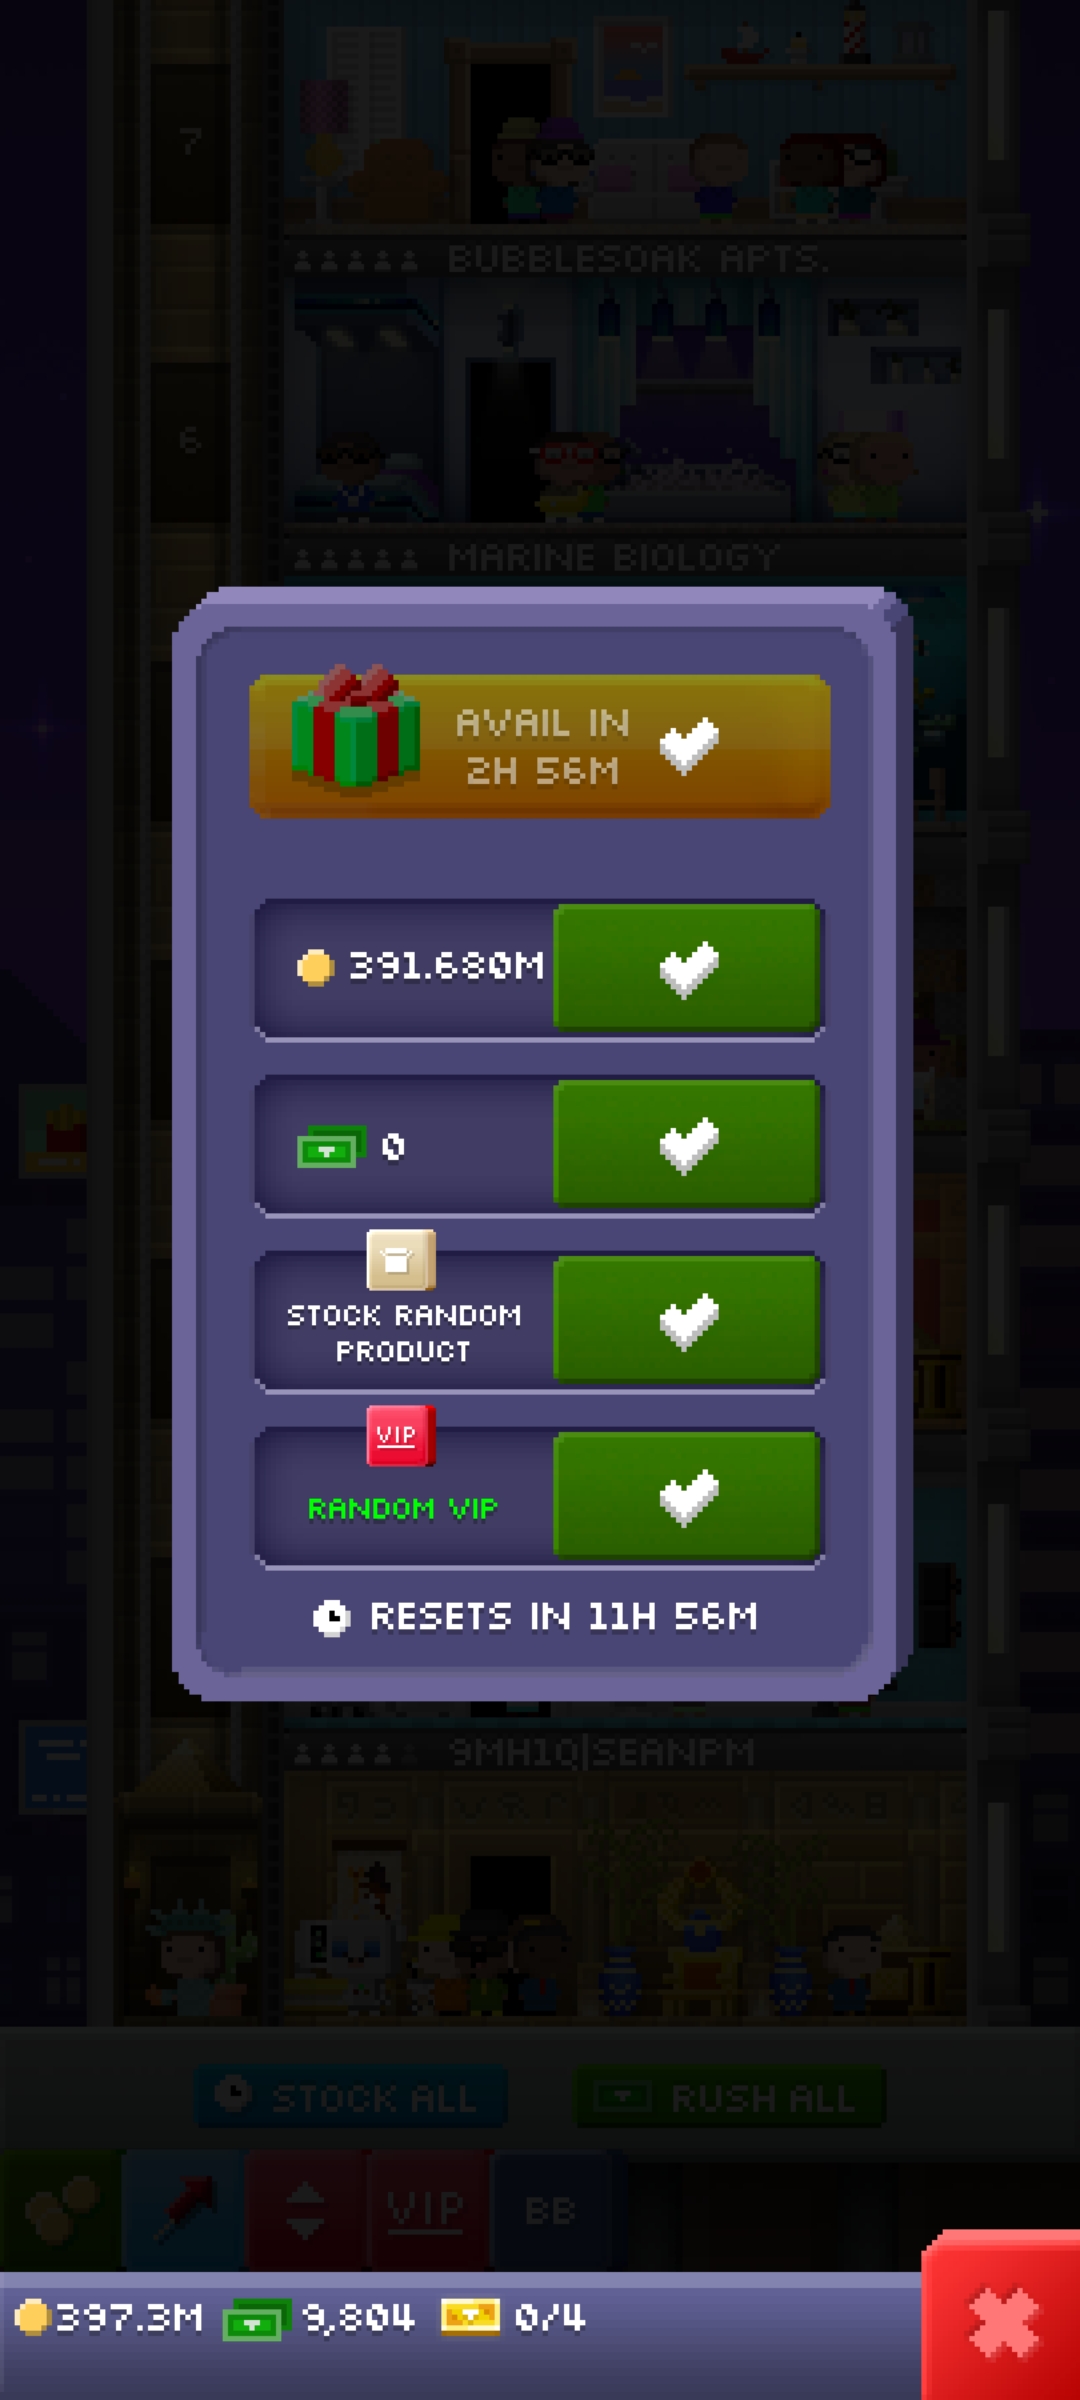 7
BUBBLESOAK APTS.
6
MARINE BIOLOGY
AVAIL IN
2H 56M
391.680M
0
STOCK RANDOM
PRODUCT
VIP
RANDOM VIP
RESETS IN 11H 56M
9MH1Q|SEANPM
STOCK ALL
RUSH ALL
VIP
BB
397.3M 9,804 0/4